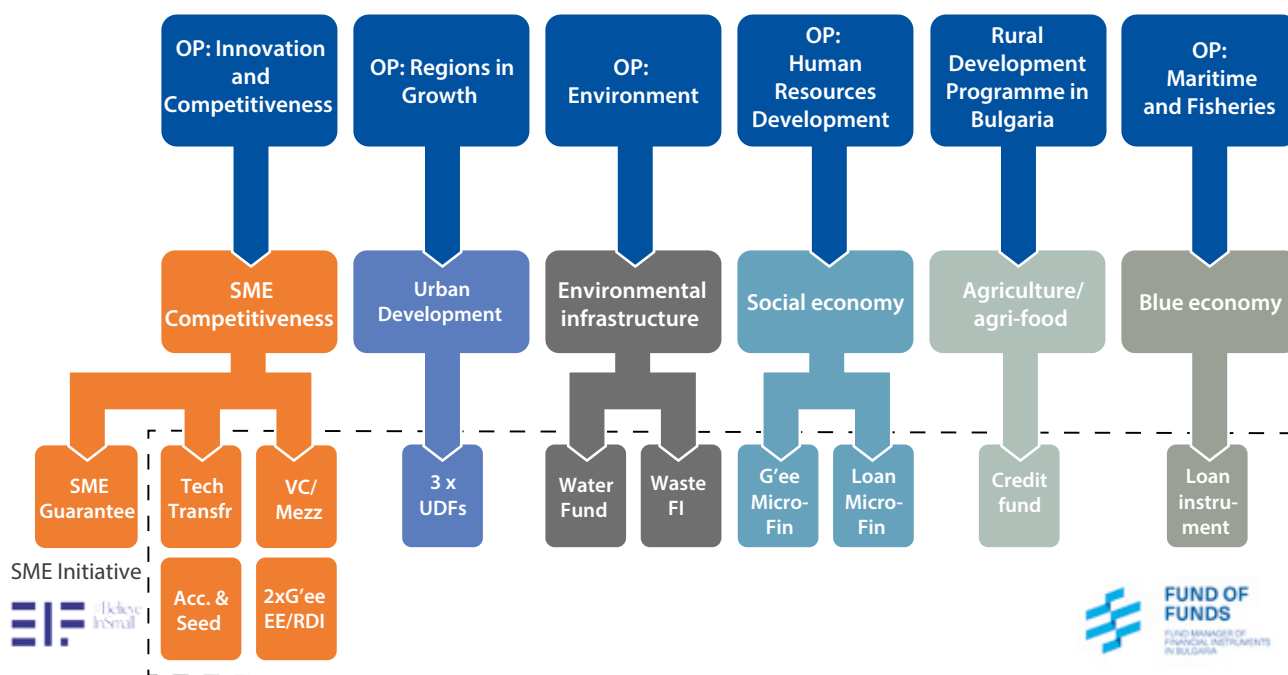 OP: Innovation
and
Competitiveness
OP: Regions in
Growth
OP:
Environment
OP:
Human
Resources
Development
Rural
Development
Programme in
Bulgaria
OP:
Maritime
and Fisheries
SME
Competitiveness
Urban
Development
Environmental
infrastructure
Social economy
Agriculture/
agri-food
Blue economy
SME
Guarantee
Tech
Transfr
VC/
Mezz
3 x
UDFs
Water
Fund
Waste
FI
G'ee
Micro-
Fin
Loan
Micro-
Fin
Credit
fund
Loan
instru-
ment
SME Initiative
EIF
#Believe
InSmall
Acc. &
Seed
2xG'ee
EE/RDI
FUND OF
FUNDS
FUND MANAGER OF
FINANCIAL INSTRUMENTS
IN BULGARIA